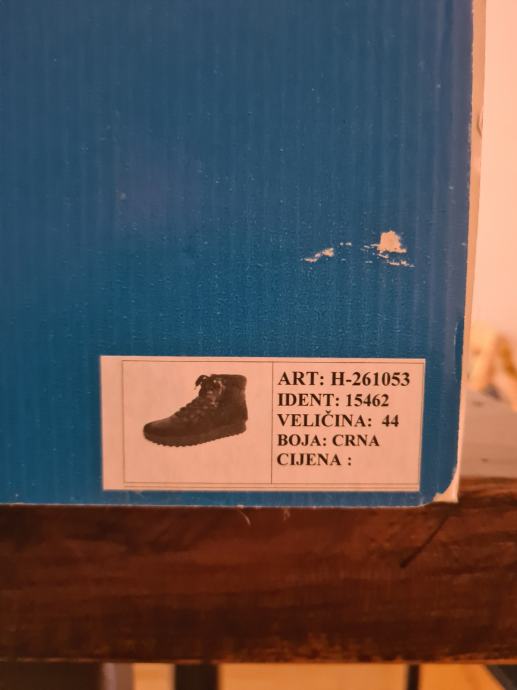 ART: H-261053
IDENT: 15462
VELIČINA: 44
BOJA: CRNA
CIJENA :